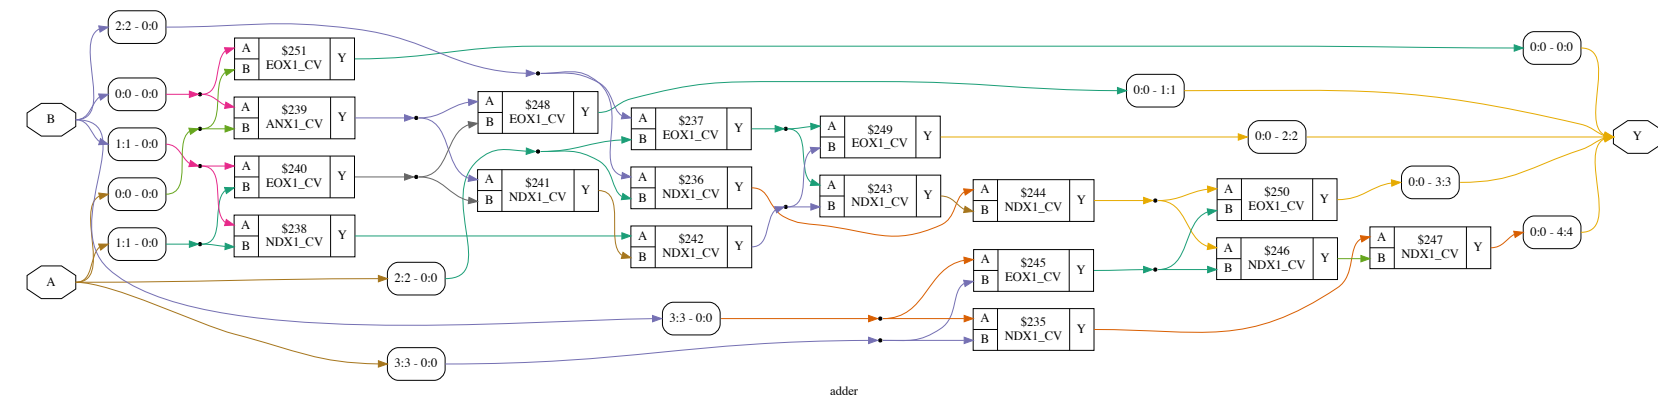 B
A
2:2 - 0:0
0:0 - 0:0
1:1 - 0:0
0:0 - 0:0
1:1 - 0:0
A
B
$251
EOX1_CV
Y
A
B
$239
ANX1_CV
Y
A
B
$240
EOX1_CV
Y
A
B
$238
NDX1_CV
Y
2:2 - 0:0
3:3 - 0:0
A
B
$248
EOX1_CV
Y
A
B
$241
NDX1_CV
Y
A
B
$237
EOX1_CV
Y
A
B
$236
NDX1_CV
Y
A
B
$242
NDX1_CV
Y
3:3 - 0:0
A
B
$249
EOX1_CV
Y
A
B
$243
NDX1_CV
Y
A
B
$244
NDX1_CV
Y
A
B
$245
EOX1_CV
Y
A
B
$235
NDX1_CV
Y
0:0 - 1:1
A
B
$250
EOX1_CV
Y
A
B
$246
NDX1_CV
Y
0:0 - 2:2
A
B
$247
NDX1_CV
Y
0:0 - 3:3
0:0 - 0:0
0:0 - 4:4
Y
adder